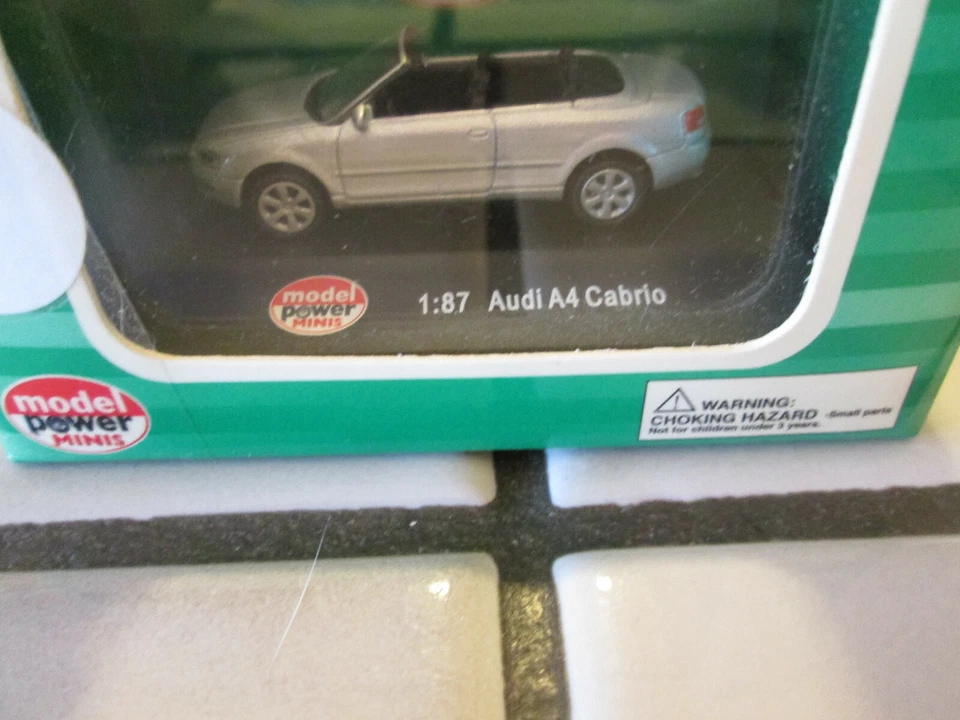 model
power
MINIS
1:87 Audi A4 Cabrio
model
power
MINIS
WARNING:
CHOKING HAZARD -Small parts
Not for children under 3 years.